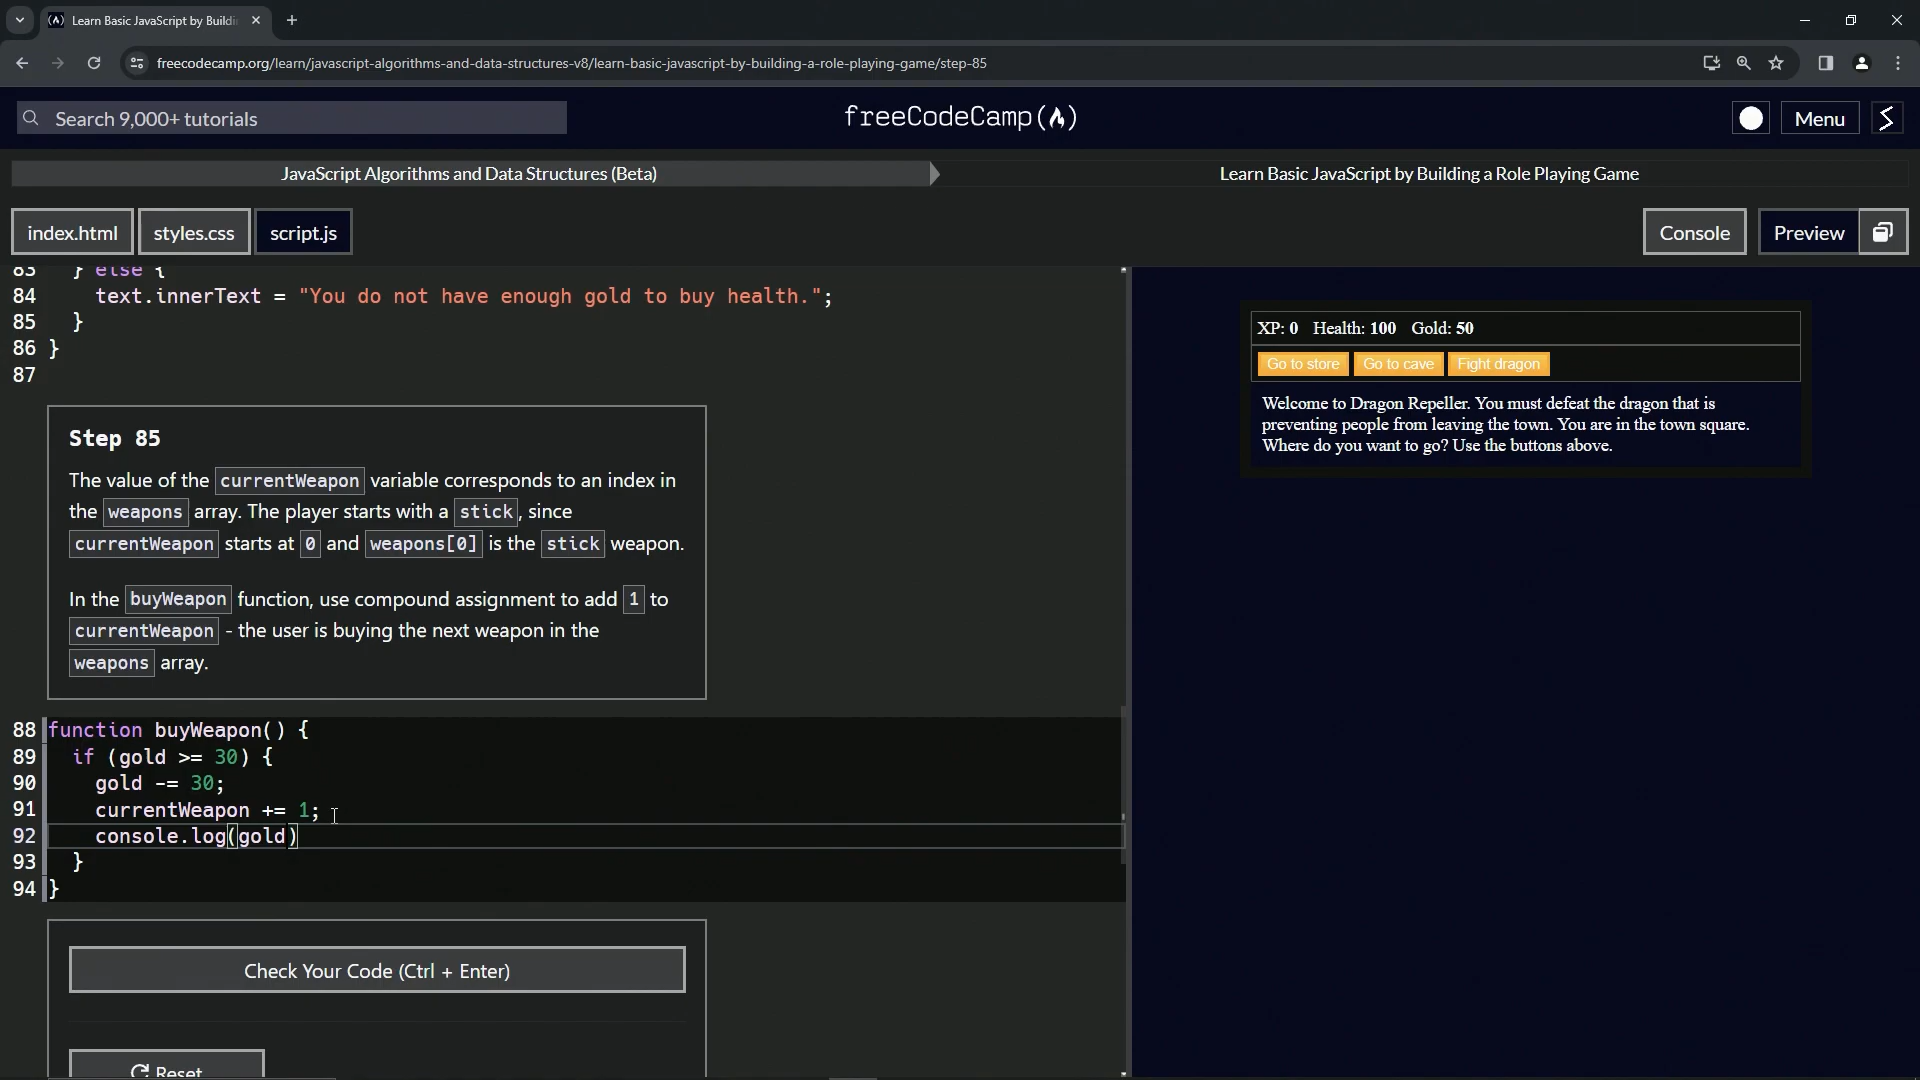 Learn Basic JavaScript by Buildi
freecodecamp.org/learn/javascript-algorithms-and-data-structures-v8/learn-basic-javascript-by-building-a-role-playing-game/step-85
Search 9,000+ tutorials
freeCodeCamp(🔥)
Menu
JavaScript Algorithms and Data Structures (Beta)
Learn Basic JavaScript by Building a Role Playing Game
index.html styles.css script.js
Console Preview
83 } else {
84 text.innerText = "You do not have enough gold to buy health.";
85 }
86 }
87
Step 85
The value of the currentWeapon variable corresponds to an index in
the weapons array. The player starts with a stick, since
currentWeapon starts at 0 and weapons[0] is the stick weapon.
In the buyWeapon function, use compound assignment to add 1 to
currentWeapon - the user is buying the next weapon in the
weapons array.
88 function buyWeapon() {
89 if (gold >= 30) {
90 gold -= 30;
91 currentWeapon += 1;
92 console.log(gold)
93 }
94 }
Check Your Code (Ctrl + Enter)
Reset
XP: 0 Health: 100 Gold: 50
Go to store Go to cave Fight dragon
Welcome to Dragon Repeller. You must defeat the dragon that is
preventing people from leaving the town. You are in the town square.
Where do you want to go? Use the buttons above.